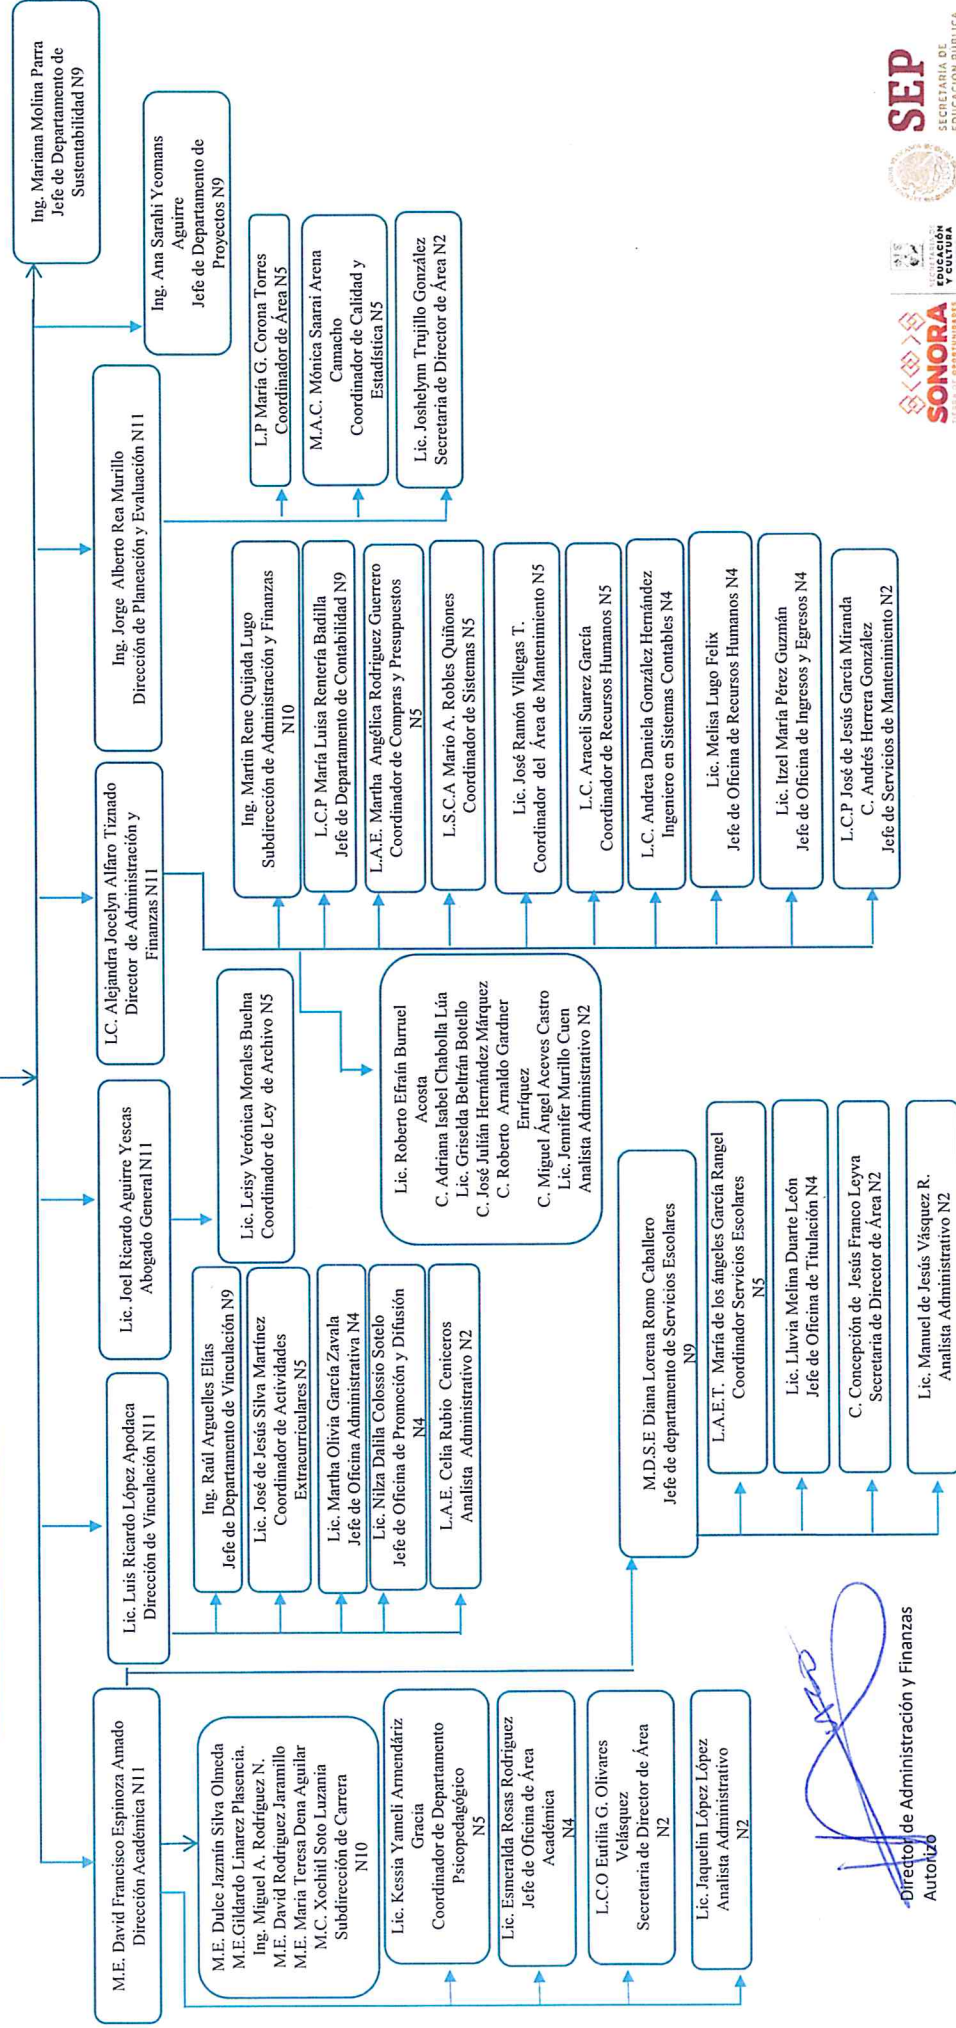 M.E. David Francisco Espinoza Amado
Dirección Académica N11
M.E. Dulce Jazmín Silva Olmeda
M.E.Gildardo Linarez Plasencia.
Ing. Miguel A. Rodríguez N.
M.E. David Rodríguez Jaramillo
M.E. María Teresa Dena Aguilar
M.C. Xochitl Soto Luzania
Subdirección de Carrera
N10
Lic. Kessia Yameli Armendáriz
Gracia
Coordinador de Departamento
Psicopedagógico
N5
Lic. Esmeralda Rosas Rodríguez
Jefe de Oficina de Área
Académica
N4
L.C.O Eutilia G. Olivares
Velásquez
Secretaria de Director de Área
N2
Lic. Jaquelin López López
Analista Administrativo
N2
M.D.S.E Diana Lorena Romo Caballero
Jefe de departamento de Servicios Escolares
N9
L.A.E.T. María de los ángeles García Rangel
Coordinador Servicios Escolares
N5
Lic. Lluvia Melina Duarte León
Jefe de Oficina de Titulación N4
C. Concepción de Jesús Franco Leyva
Secretaria de Director de Área N2
Lic. Manuel de Jesús Vásquez R.
Analista Administrativo N2
Lic. Luis Ricardo López Apodaca
Dirección de Vinculación N11
Ing. Raúl Arguelles Elías
Jefe de Departamento de Vinculación N9
Lic. José de Jesús Silva Martínez
Coordinador de Actividades
Extracurriculares N5
Lic. Martha Olivia García Zavala
Jefe de Oficina Administrativa N4
Lic. Nilza Dalila Colossio Sotelo
Jefe de Oficina de Promoción y Difusión
N4
L.A.E. Celia Rubio Ceniceros
Analista Administrativo N2
Lic. Joel Ricardo Aguirre Yescas
Abogado General N11
Lic. Leisy Verónica Morales Buelna
Coordinador de Ley de Archivo N5
LC. Alejandra Jocelyn Alfaro Tiznado
Director de Administración y
Finanzas N11
Lic. Roberto Efraín Burruel
Acosta
C. Adriana Isabel Chabolla Lúa
Lic. Griselda Beltrán Botello
C. José Julián Hernández Márquez
C. Roberto Arnaldo Gardner
Enríquez
C. Miguel Ángel Aceves Castro
Lic. Jennifer Murillo Cuen
Analista Administrativo N2
Ing. Martin Rene Quijada Lugo
Subdirección de Administración y Finanzas
N10
L.C.P María Luisa Rentería Badilla
Jefe de Departamento de Contabilidad N9
L.A.E. Martha Angélica Rodríguez Guerrero
Coordinador de Compras y Presupuestos
N5
L.S.C.A Mario A. Robles Quiñones
Coordinador de Sistemas N5
Lic. José Ramón Villegas T.
Coordinador del Área de Mantenimiento N5
L.C. Araceli Suarez García
Coordinador de Recursos Humanos N5
L.C. Andrea Daniela González Hernández
Ingeniero en Sistemas Contables N4
Lic. Melisa Lugo Felix
Jefe de Oficina de Recursos Humanos N4
Lic. Itzel María Pérez Guzmán
Jefe de Oficina de Ingresos y Egresos N4
L.C.P José de Jesús García Miranda
C. Andrés Herrera González
Jefe de Servicios de Mantenimiento N2
Ing. Jorge Alberto Rea Murillo
Dirección de Planeación y Evaluación N11
L.P María G. Corona Torres
Coordinador de Área N5
M.A.C. Mónica Saarai Arena
Camacho
Coordinador de Calidad y
Estadística N5
Lic. Joshelynn Trujillo González
Secretaria de Director de Área N2
Ing. Ana Sarahi Yeomans
Aguirre
Jefe de Departamento de
Proyectos N9
Ing. Mariana Molina Parra
Jefe de Departamento de
Sustentabilidad N9
Director de Administración y Finanzas
Autorizo
SONORA
SECRETARÍA DE
EDUCACIÓN
Y CULTURA
SEP
SECRETARÍA DE
EDUCACIÓN PÚBLICA